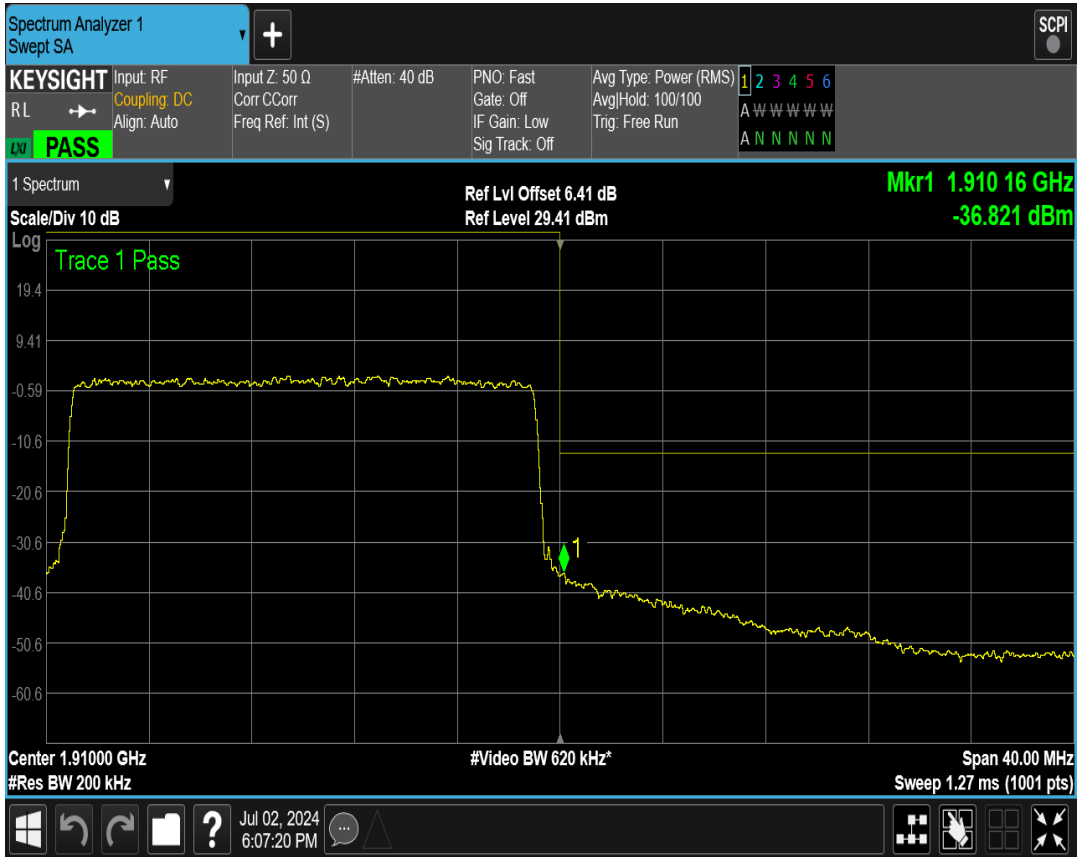 Spectrum Analyzer 1
Swept SA
SCPI
KEYSIGHT
RL
LXI PASS
Input: RF
Coupling: DC
Align: Auto
Input Z: 50 Ω
Corr CCorr
Freq Ref: Int (S)
#Atten: 40 dB
PNO: Fast
Gate: Off
IF Gain: Low
Sig Track: Off
Avg Type: Power (RMS)
Avg|Hold: 100/100
Trig: Free Run
1 2 3 4 5 6
A W W W W W
A N N N N N
1 Spectrum
Scale/Div 10 dB
Ref Lvl Offset 6.41 dB
Ref Level 29.41 dBm
Mkr1 1.910 16 GHz
-36.821 dBm
Log
Trace 1 Pass
19.4
9.41
-0.59
-10.6
-20.6
-30.6
-40.6
-50.6
-60.6
1
Center 1.91000 GHz
#Res BW 200 kHz
#Video BW 620 kHz*
Span 40.00 MHz
Sweep 1.27 ms (1001 pts)
?
Jul 02, 2024
6:07:20 PM